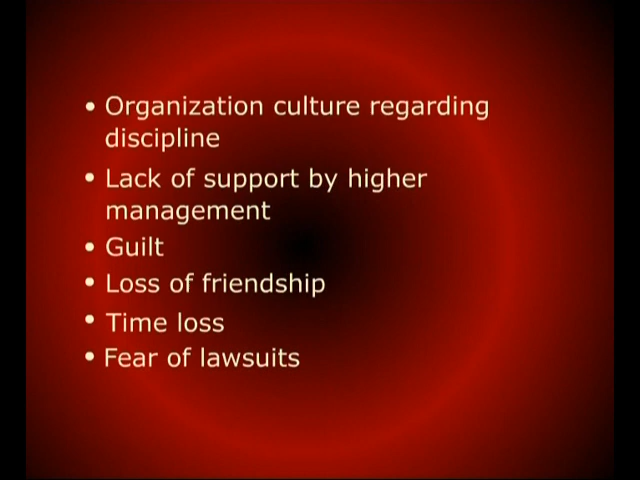 • Organization culture regarding
discipline
• Lack of support by higher
management
• Guilt
• Loss of friendship
• Time loss
• Fear of lawsuits